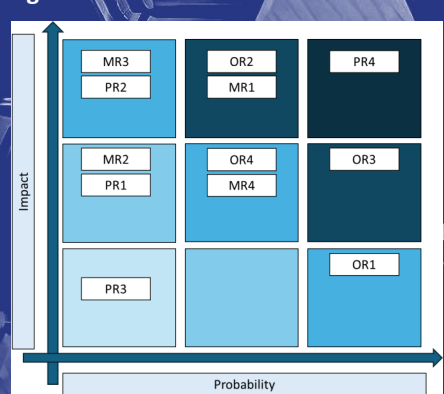 MR3
OR2
PR4
PR2
MR1
MR2
OR4
OR3
PR1
MR4
Impact
OR1
PR3
Probability